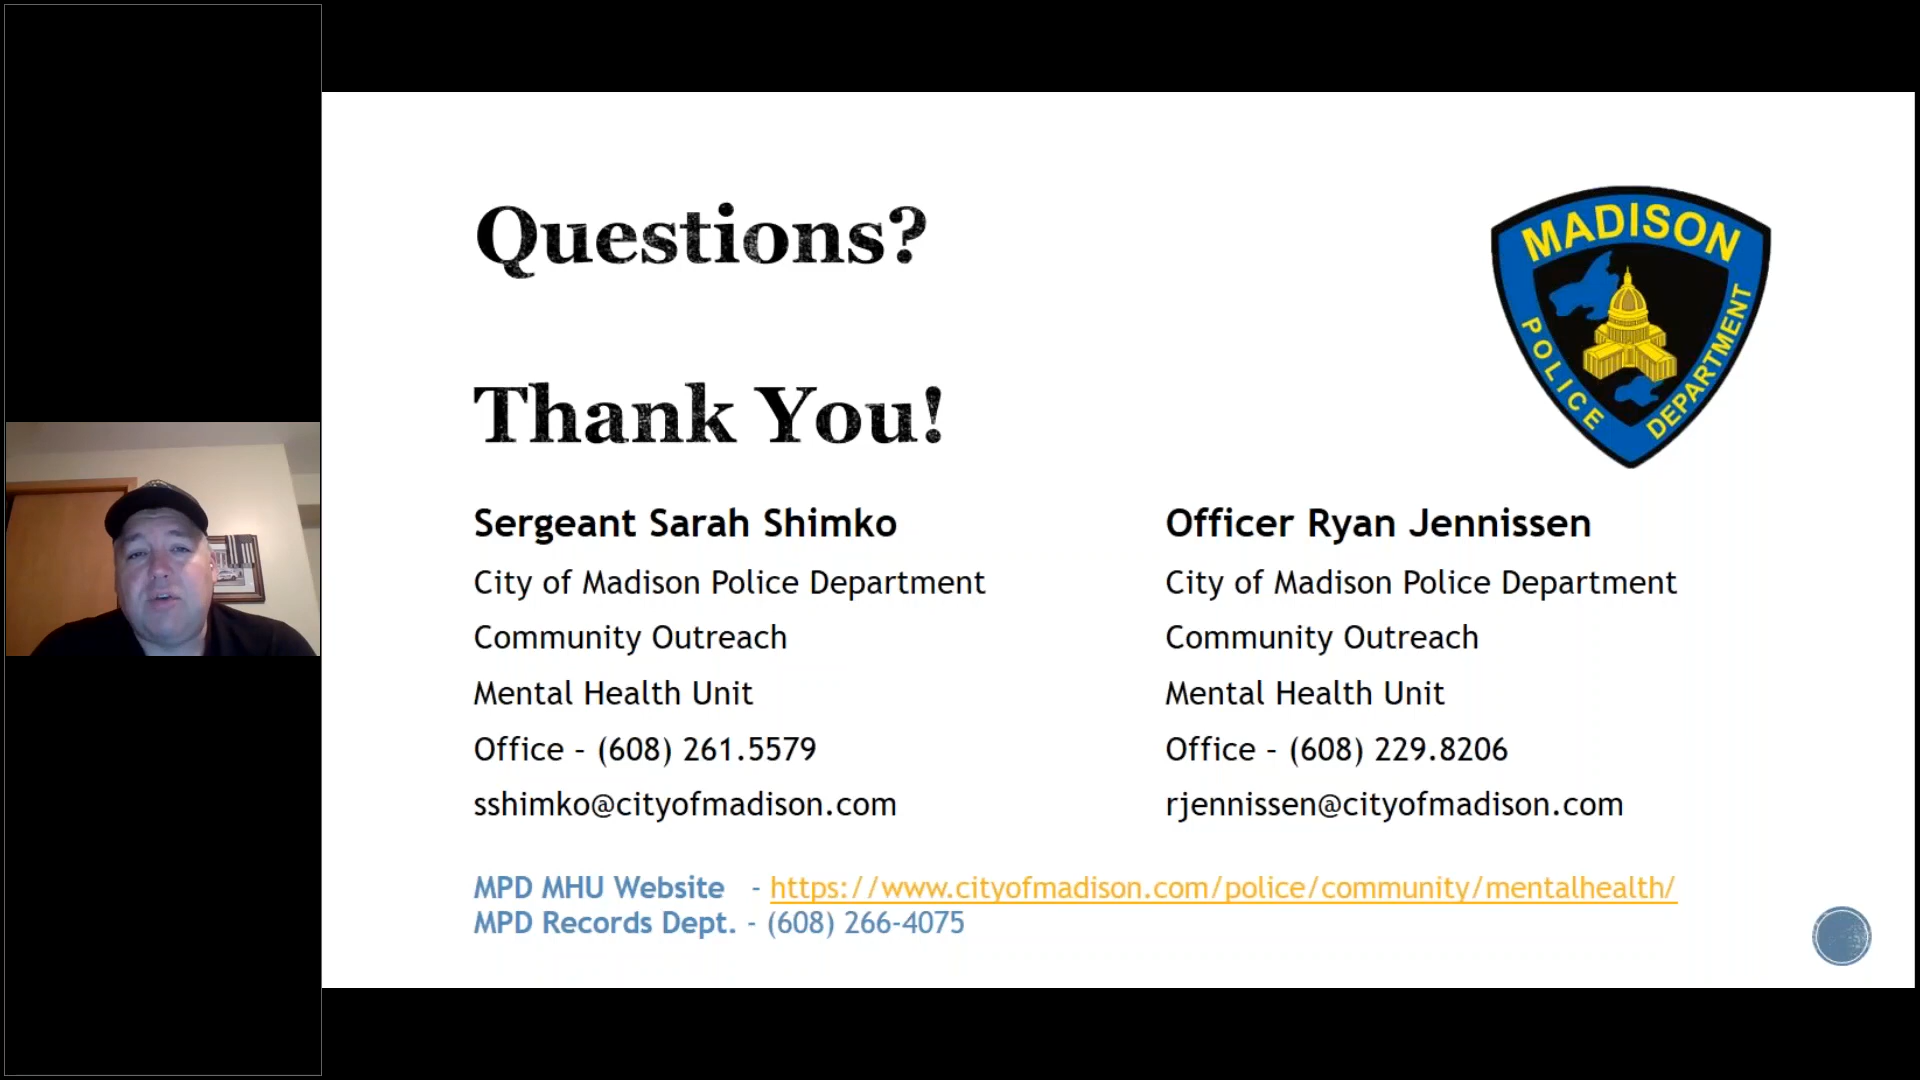 Questions?
Thank You!
MADISON
POLICE
DEPARTMENT
Sergeant Sarah Shimko
City of Madison Police Department
Community Outreach
Mental Health Unit
Office - (608) 261.5579
sshimko@cityofmadison.com
Officer Ryan Jennissen
City of Madison Police Department
Community Outreach
Mental Health Unit
Office - (608) 229.8206
rjennissen@cityofmadison.com
MPD MHU Website - https://www.cityofmadison.com/police/community/mentalhealth/
MPD Records Dept. - (608) 266-4075